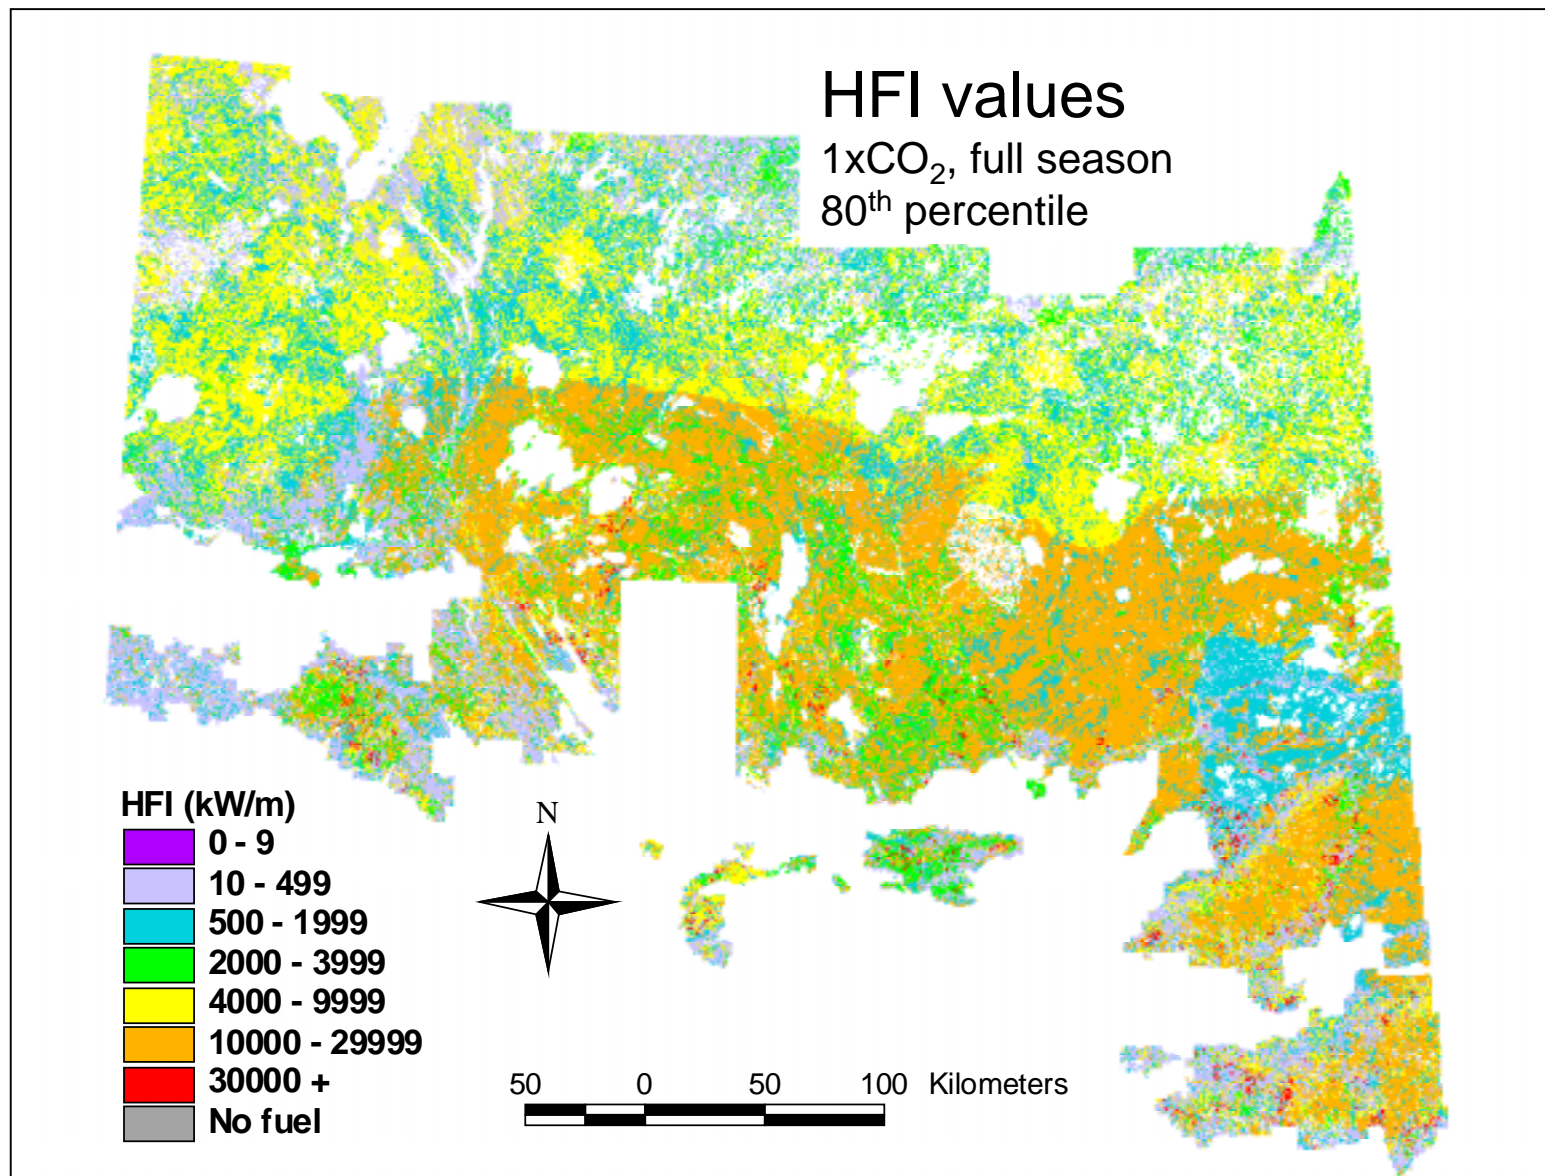 HFI values
1xCO₂, full season
80ᵗʰ percentile
HFI (kW/m)
0 - 9
10 - 499
500 - 1999
2000 - 3999
4000 - 9999
10000 - 29999
30000 +
No fuel
N
50 0 50 100 Kilometers